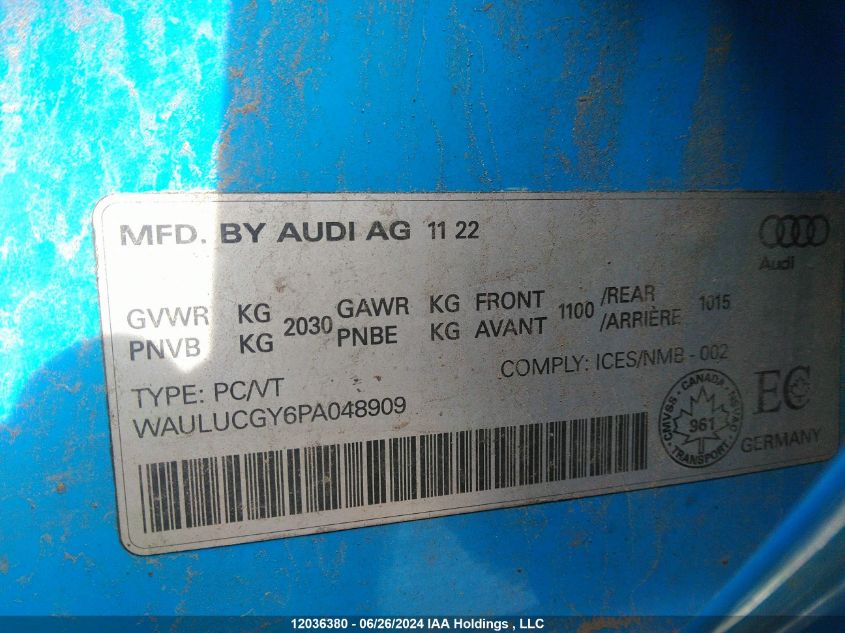 MFD. BY AUDI AG 11 22
Audi
GVWR KG 2030 GAWR KG FRONT 1100 /REAR 1015
PNVB KG PNBE KG AVANT /ARRIÈRE
COMPLY: ICES/NMB - 002
TYPE: PC/VT
WAULUCGY6PA048909
CMVSS - CANADA - NSVAC
961
TRANSPORT
EC
GERMANY
12036380 - 06/26/2024 IAA Holdings , LLC